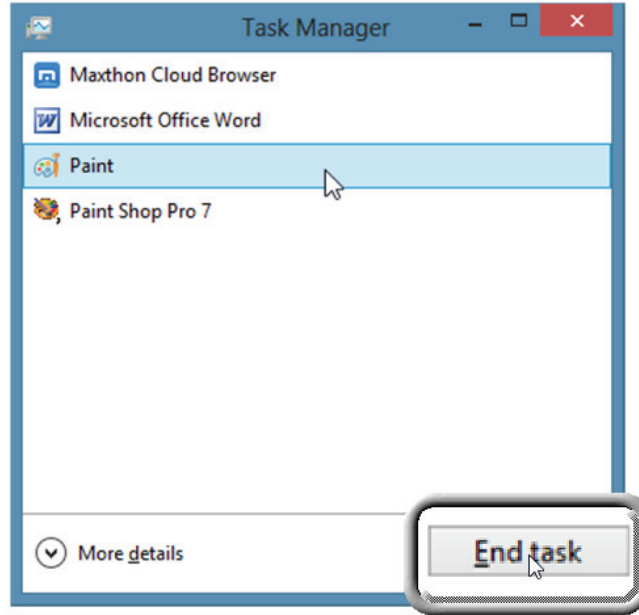 Task Manager
Maxthon Cloud Browser
Microsoft Office Word
Paint
Paint Shop Pro 7
More details
End task